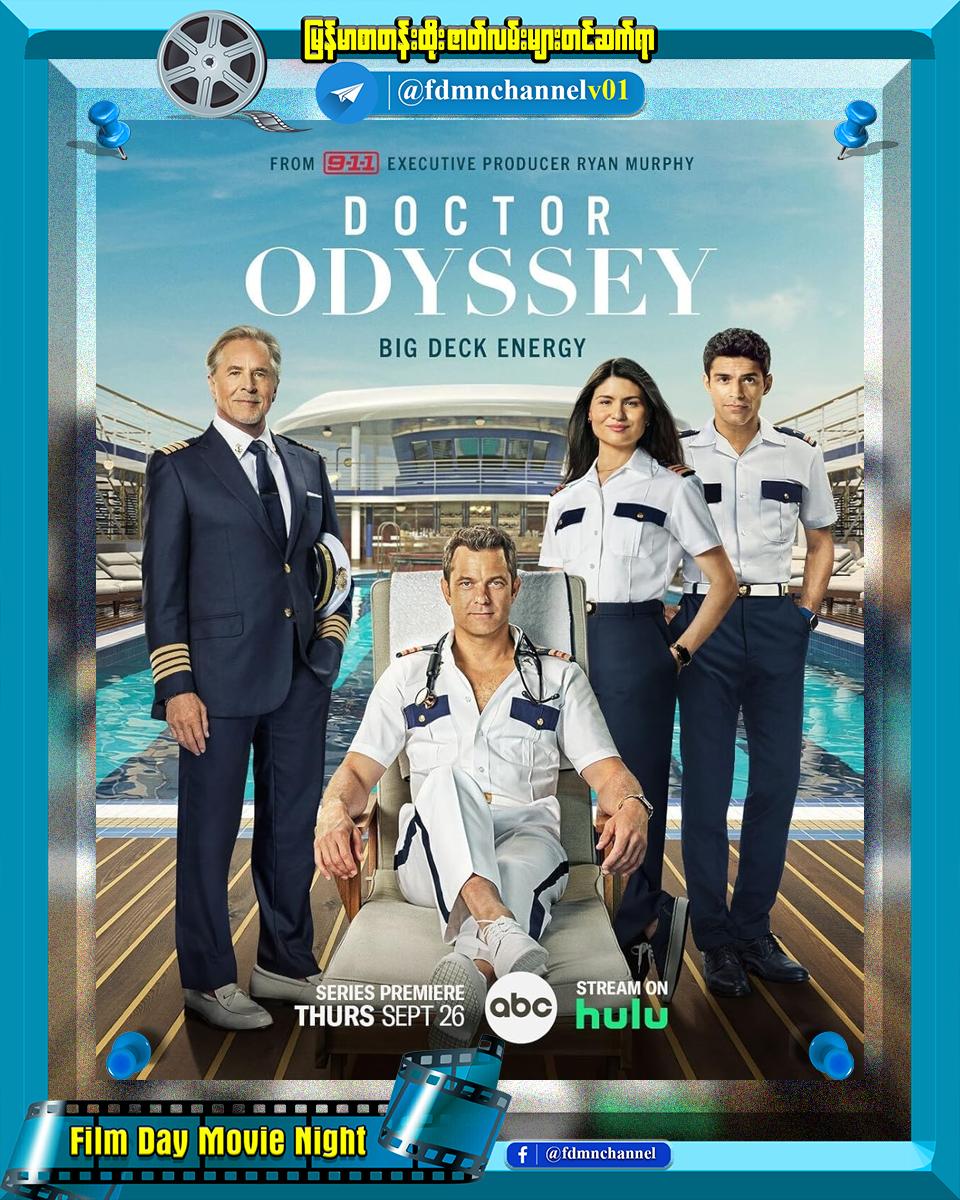 မြန်မာစာတန်းထိုးဇာတ်လမ်းများတင်ဆက်ရာ
@fdmnchannelv01
FROM 9-1-1 EXECUTIVE PRODUCER RYAN MURPHY
DOCTOR
ODYSSEY
BIG DECK ENERGY
SERIES PREMIERE
THURS SEPT 26
abc
STREAM ON
hulu
Film Day Movie Night
f @fdmnchannel